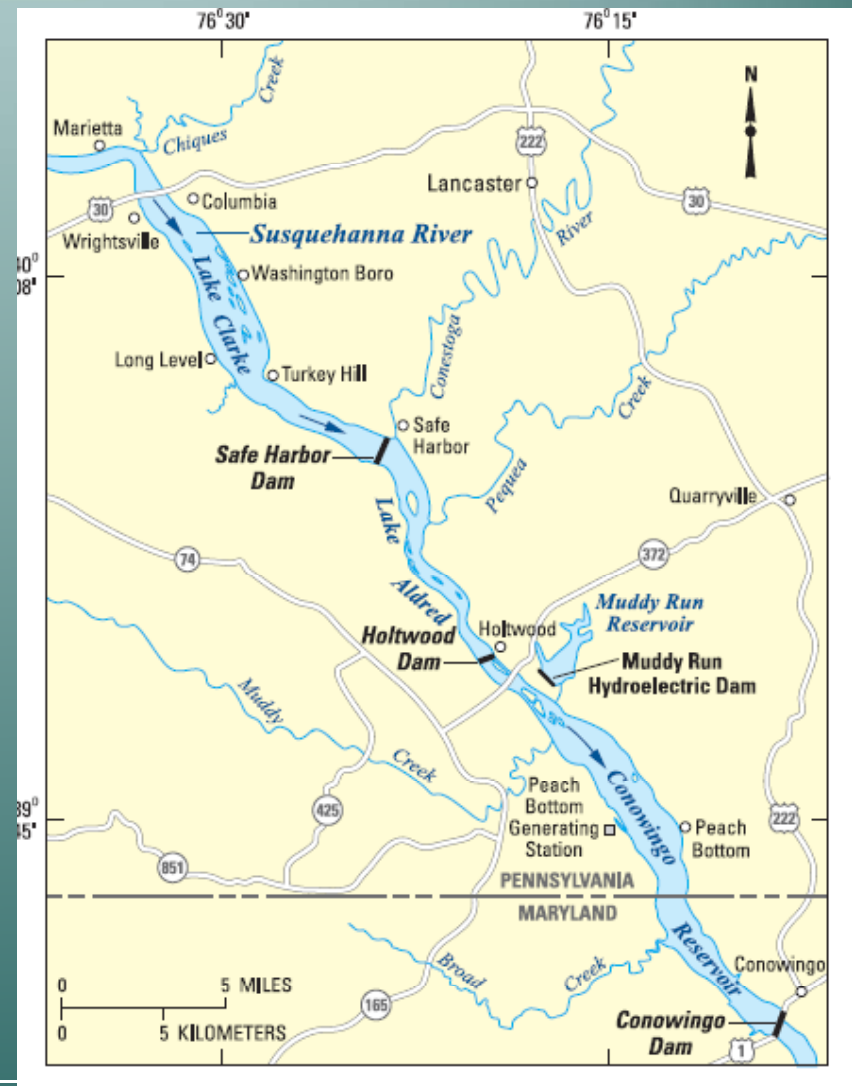 76° 30'
76° 15'
N
Creek
Chiques
Marietta
222
Lancaster
30
30
Columbia
Wrightsville
Susquehanna River
River
40°
08'
Washington Boro
Lake Clarke
Long Level
Turkey Hill
Conestoga
Creek
Safe
Harbor
Safe Harbor
Dam
Pequea
Quarryville
Lake
Aldred
74
372
Muddy Run
Reservoir
Holtwood
Holtwood
Dam
Muddy Run
Hydroelectric Dam
Muddy
Creek
Conowingo
Peach
Bottom
Generating
Station
39°
45'
425
222
Peach
Bottom
851
PENNSYLVANIA
MARYLAND
Reservoir
Broad
Creek
Conowingo
0 5 MILES
0 5 KILOMETERS
165
Conowingo
Dam
1